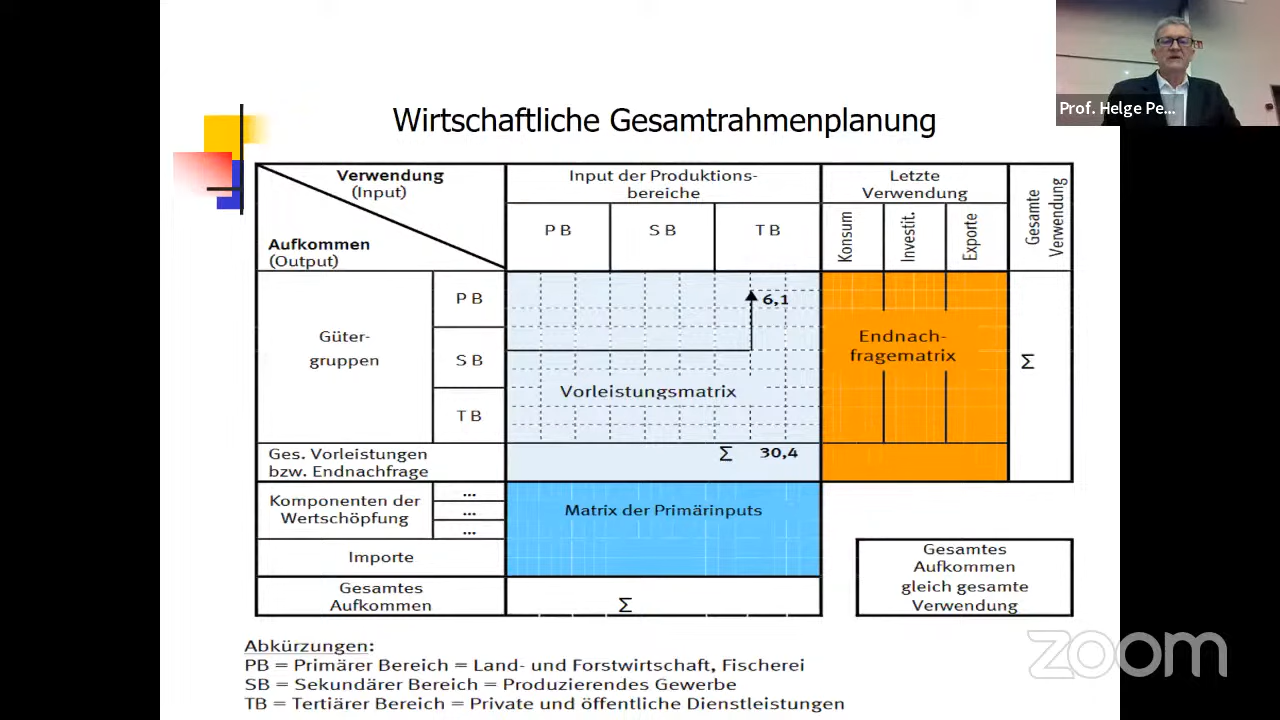 Prof. Helge Pe...
Wirtschaftliche Gesamtrahmenplanung
Verwendung
(Input)
Aufkommen
(Output)
Input der Produktions-
bereiche
Letzte
Verwendung
Gesamte
Verwendung
P B
S B
T B
Konsum
Investit.
Exporte
Güter-
gruppen
P B
S B
T B
6,1
Vorleistungsmatrix
Endnach-
fragematrix
Σ
Ges. Vorleistungen
bzw. Endnachfrage
Σ 30,4
Komponenten der
Wertschöpfung
...
...
...
Matrix der Primärinputs
Importe
Gesamtes
Aufkommen
Σ
Gesamtes
Aufkommen
gleich gesamte
Verwendung
Abkürzungen:
PB = Primärer Bereich = Land- und Forstwirtschaft, Fischerei
SB = Sekundärer Bereich = Produzierendes Gewerbe
TB = Tertiärer Bereich = Private und öffentliche Dienstleistungen
zoom